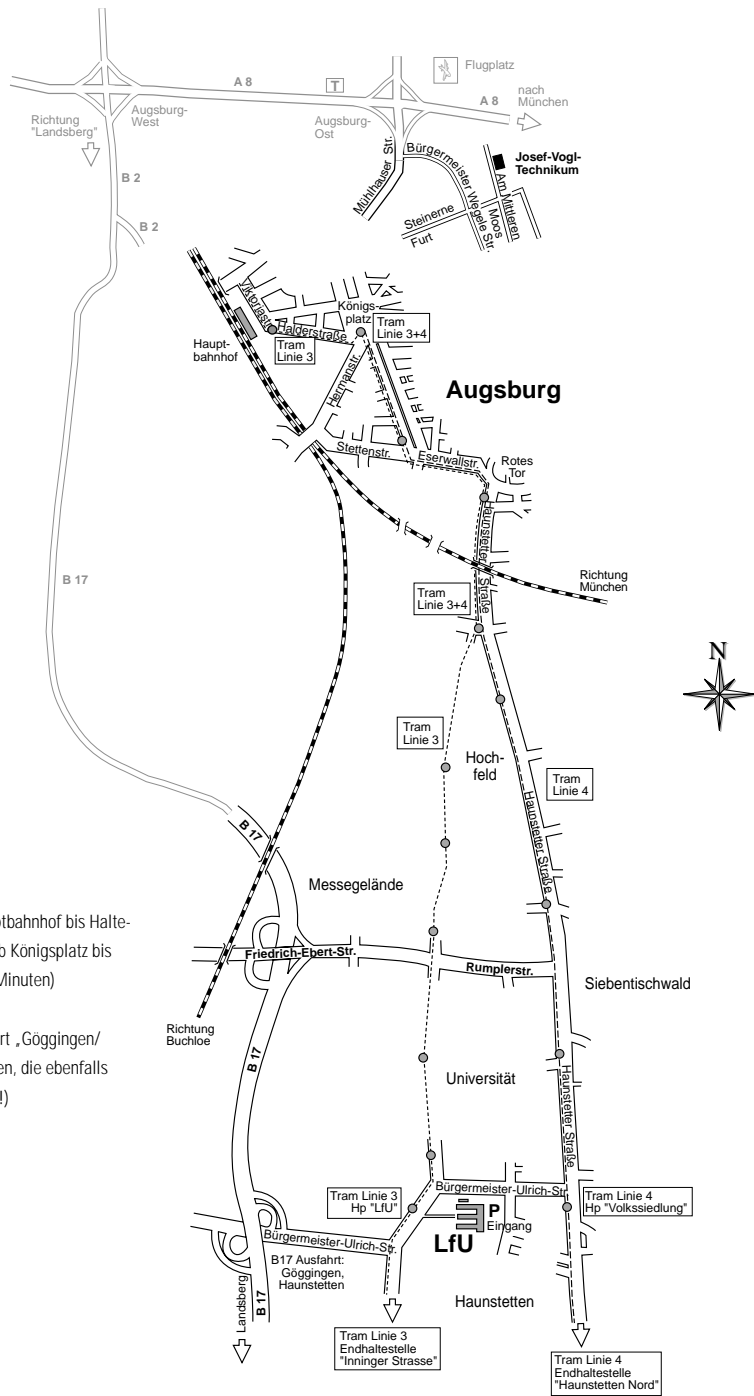 A 8
T
Flugplatz
A 8
nach
München
Richtung
"Landsberg"
Augsburg-
West
Augsburg-
Ost
B 2
B 2
Mühlhauser Str.
Bürgermeister Wegele Str.
Josef-Vogl-
Technikum
Am Mittleren
Moos
Steinerne
Furt
Viktoriastr.
Königs-
platz
Tram
Linie 3+4
Halderstraße
Haupt-
bahnhof
Tram
Linie 3
Hermanstr.
Augsburg
Stettenstr.
Eserwallstr.
Rotes
Tor
Haunstetter
Straße
B 17
Richtung
München
Tram
Linie 3+4
N
Tram
Linie 3
Hoch-
feld
Tram
Linie 4
Haunstetter Straße
B 17
Messegelände
ptbahnhof bis Halte-
b Königsplatz bis
Minuten)
Friedrich-Ebert-Str.
Rumplerstr.
Siebentischwald
Richtung
Buchloe
rt „Göggingen/
en, die ebenfalls
!)
B 17
Universität
Haunstetter Straße
Tram Linie 3
Hp "LfU"
Bürgermeister-Ulrich-Str.
Tram Linie 4
Hp "Volkssiedlung"
P
Eingang
LfU
Bürgermeister-Ulrich-Str.
B17 Ausfahrt:
Göggingen,
Haunstetten
Landsberg
B 17
Haunstetten
Tram Linie 3
Endhaltestelle
"Inninger Strasse"
Tram Linie 4
Endhaltestelle
"Haunstetten Nord"